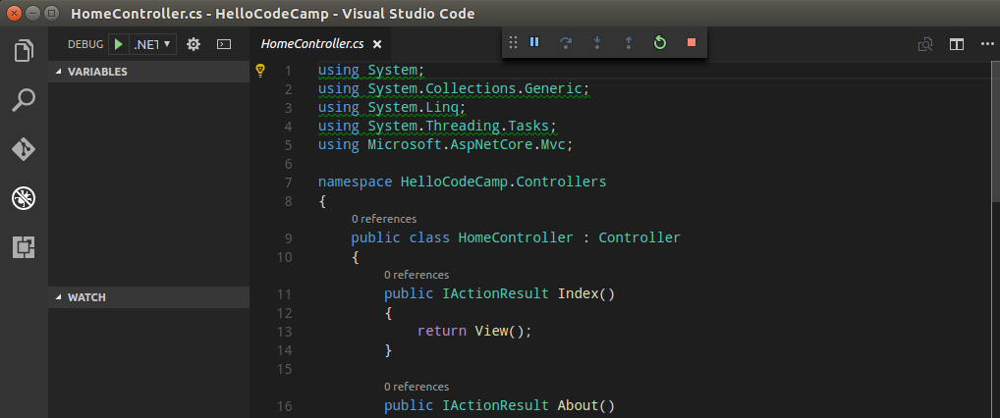 HomeController.cs - HelloCodeCamp - Visual Studio Code
DEBUG .NET
HomeController.cs
VARIABLES
WATCH
1 using System;
2 using System.Collections.Generic;
3 using System.Linq;
4 using System.Threading.Tasks;
5 using Microsoft.AspNetCore.Mvc;
6
7 namespace HelloCodeCamp.Controllers
8 {
0 references
9 public class HomeController : Controller
10 {
0 references
11 public IActionResult Index()
12 {
13 return View();
14 }
15
0 references
16 public IActionResult About()